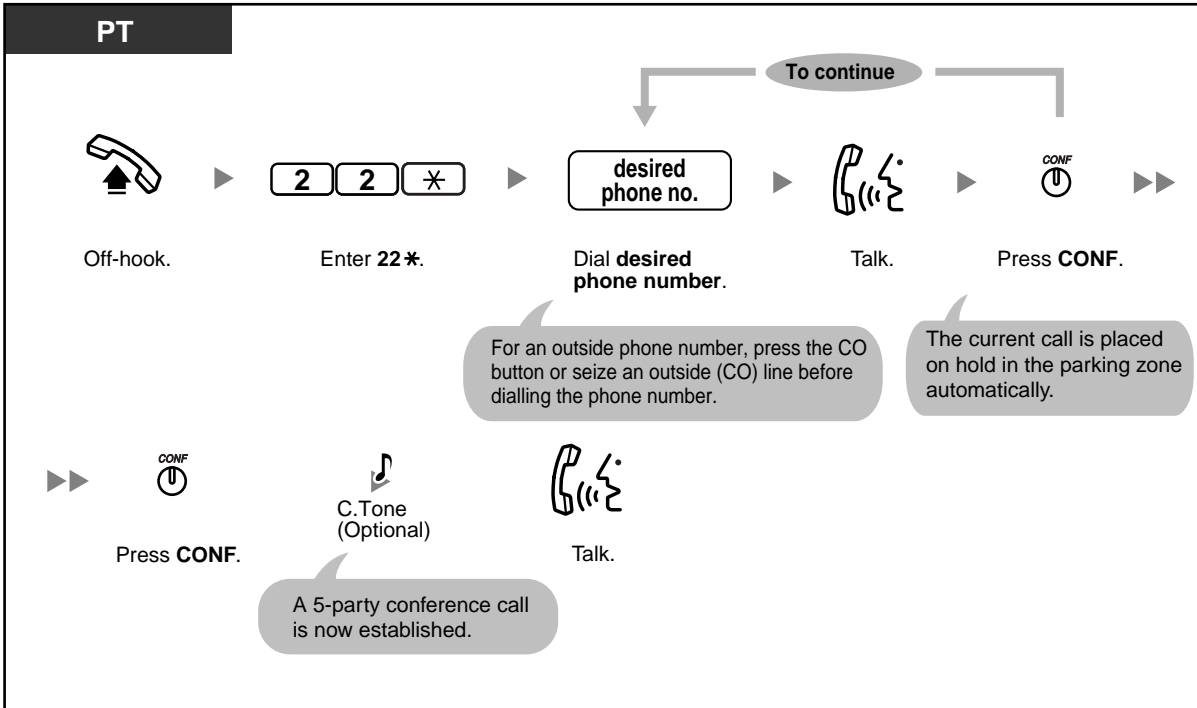 PT
To continue
2 2 ✳
desired
phone no.
CONF
Off-hook.
Enter 22✳.
Dial desired
phone number.
Talk.
Press CONF.
For an outside phone number, press the CO
button or seize an outside (CO) line before
dialling the phone number.
The current call is placed
on hold in the parking zone
automatically.
CONF
C.Tone
(Optional)
Press CONF.
Talk.
A 5-party conference call
is now established.